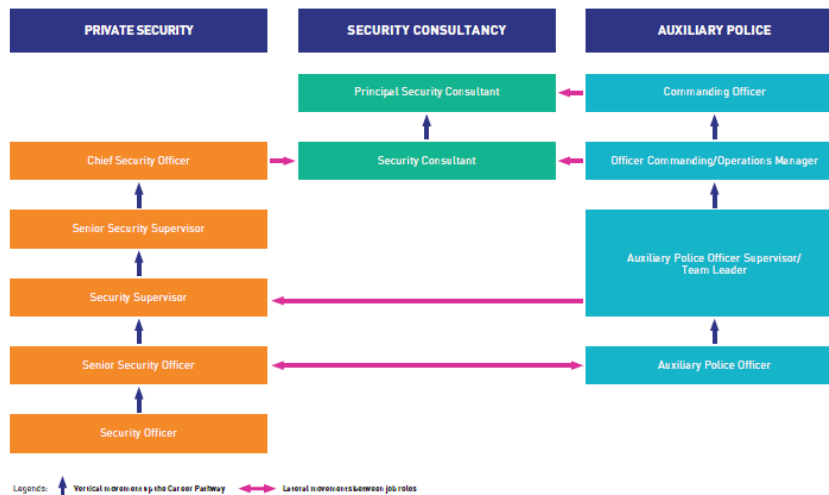 PRIVATE SECURITY
SECURITY CONSULTANCY
AUXILIARY POLICE
Principal Security Consultant
Commanding Officer
Chief Security Officer
Security Consultant
Officer Commanding/Operations Manager
Senior Security Supervisor
Auxiliary Police Officer Supervisor/
Team Leader
Security Supervisor
Senior Security Officer
Auxiliary Police Officer
Security Officer
Legends: Vertical movement up the Career Pathway Lateral movements between job roles